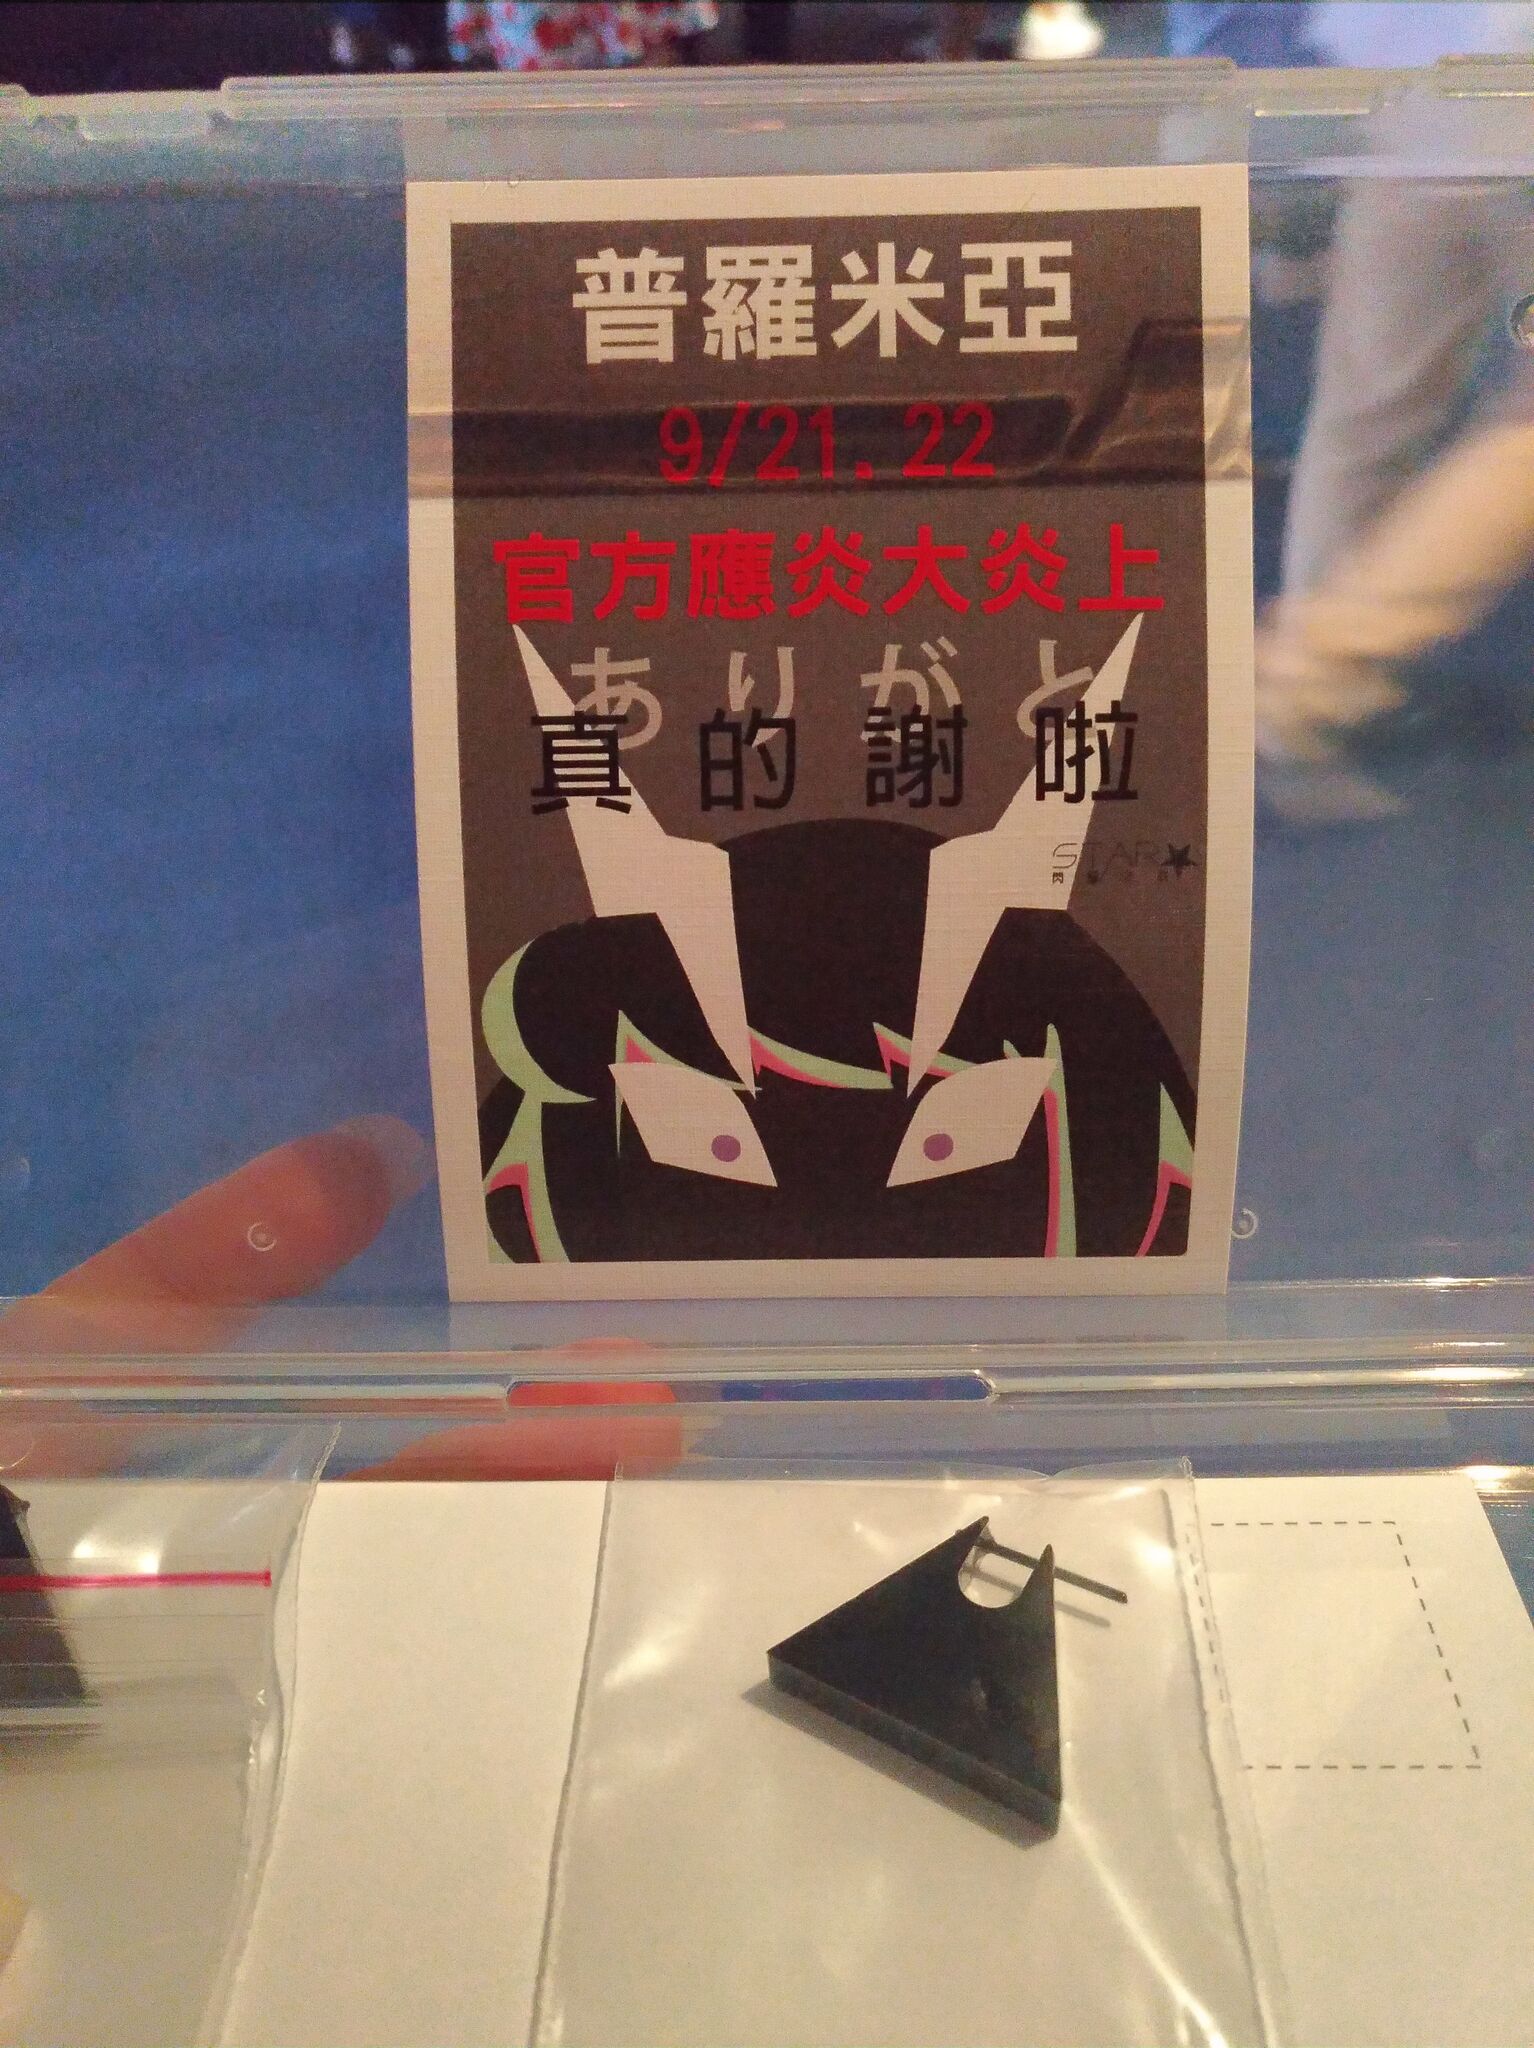 普羅米亞
9/21.22
官方應炎大炎上
ありがと
真的謝啦
STAR